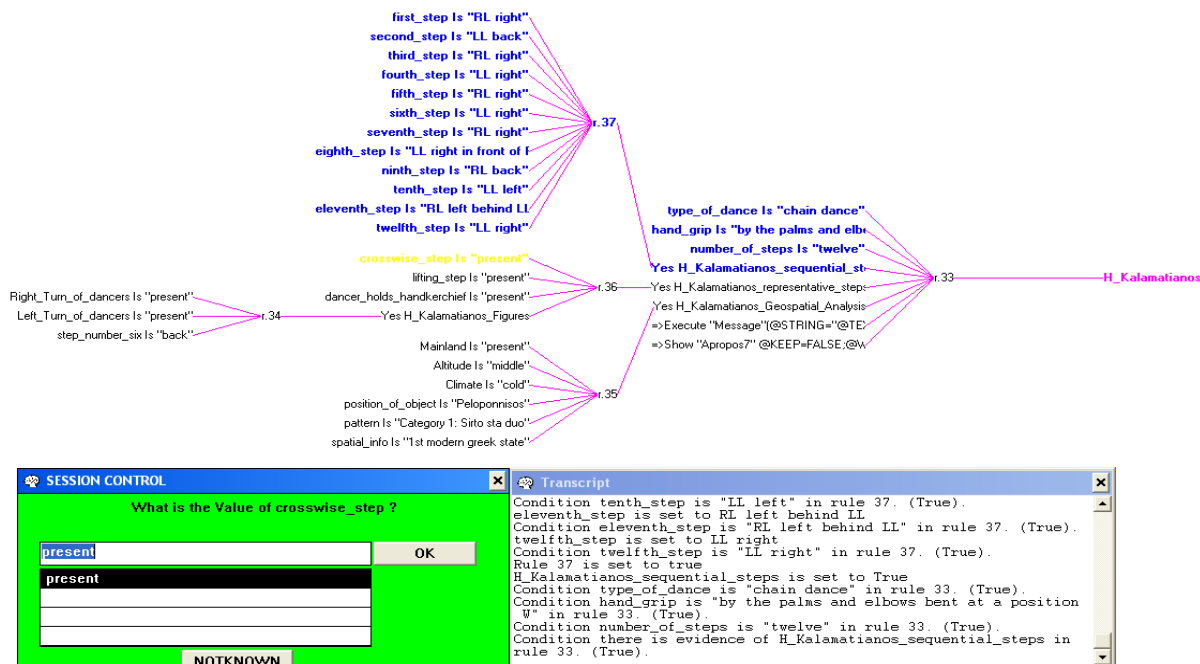 first_step Is "RL right"
second_step Is "LL back"
third_step Is "RL right"
fourth_step Is "LL right"
fifth_step Is "RL right"
sixth_step Is "LL right"
seventh_step Is "RL right"
r.37
eighth_step Is "LL right in front of
ninth_step Is "RL back"
tenth_step Is "LL left"
eleventh_step Is "RL left behind LL
twelfth_step Is "LL right"
type_of_dance Is "chain dance"
hand_grip Is "by the palms and elb
number_of_steps Is "twelve"
Yes H_Kalamatianos_sequential_st
crosswise_step Is "present"
lifting_step Is "present"
dancer_holds_handkerchief Is "present"
r.36
Yes H_Kalamatianos_representative_step
r.33
H_Kalamatianos
Right_Turn_of_dancers Is "present"
Left_Turn_of_dancers Is "present"
r.34
Yes H_Kalamatianos_Figures
step_number_six Is "back"
Yes H_Kalamatianos_Geospatial_Analysis
=>Execute "Message"(@STRING="@TE
=>Show "Apropos7" @KEEP=FALSE;@W
Mainland Is "present"
Altitude Is "middle"
Climate Is "cold"
r.35
position_of_object Is "Peloponnisos"
pattern Is "Category 1: Sirto sta duo"
spatial_info Is "1st modern greek state"
SESSION CONTROL
What is the Value of crosswise_step ?
present
OK
present
NOTKNOWN
Transcript
Condition tenth_step is "LL left" in rule 37. (True).
eleventh_step is set to RL left behind LL
Condition eleventh_step is "RL left behind LL" in rule 37. (True).
twelfth_step is set to LL right
Condition twelfth_step is "LL right" in rule 37. (True).
Rule 37 is set to true
H_Kalamatianos_sequential_steps is set to True
Condition type_of_dance is "chain dance" in rule 33. (True).
Condition hand_grip is "by the palms and elbows bent at a position
W" in rule 33. (True).
Condition number_of_steps is "twelve" in rule 33. (True).
Condition there is evidence of H_Kalamatianos_sequential_steps in
rule 33. (True).